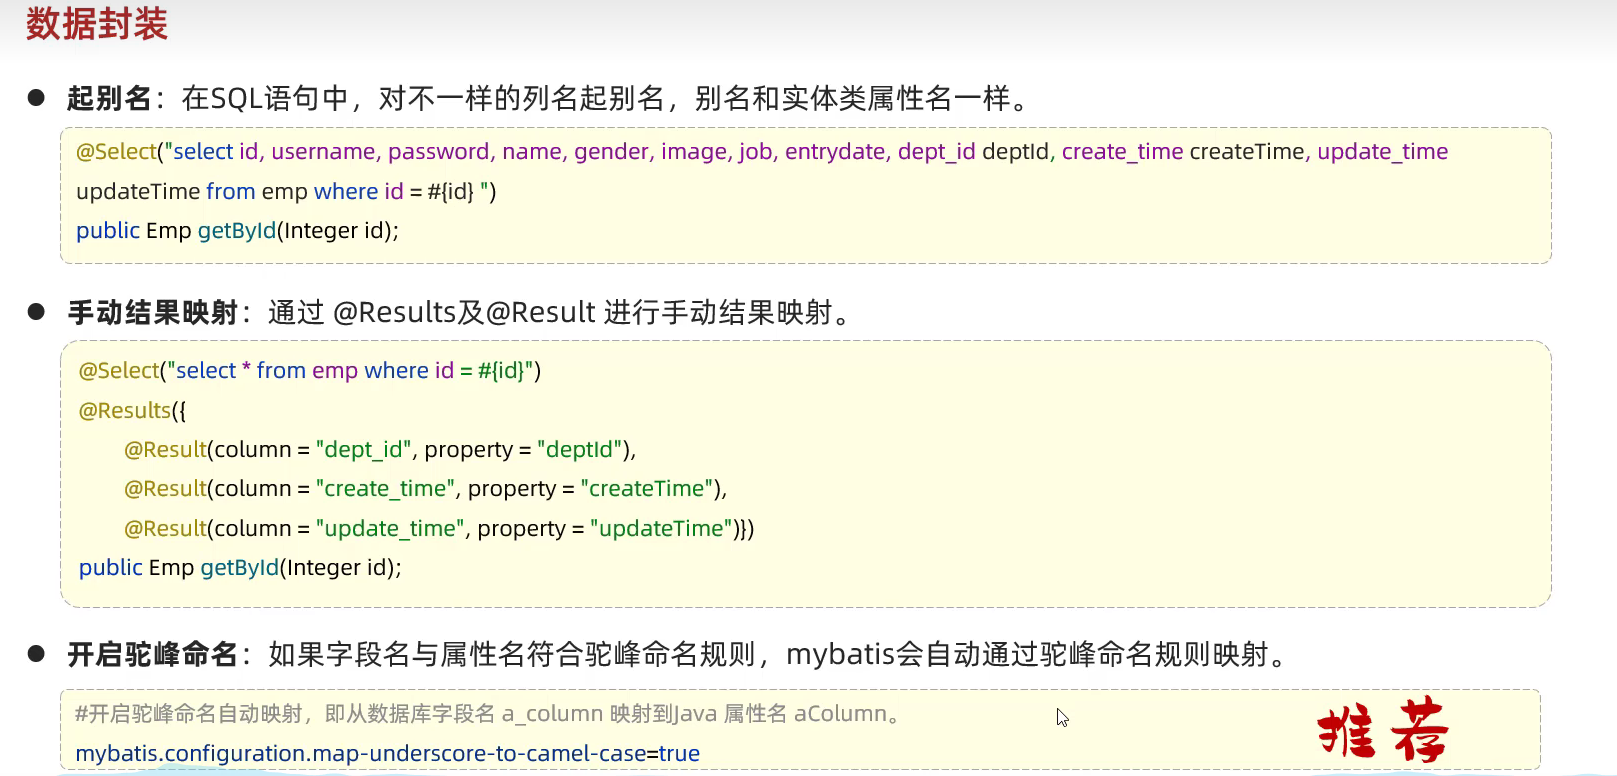 数据封装
● 起别名：在SQL语句中，对不一样的列名起别名，别名和实体类属性名一样。
@Select("select id, username, password, name, gender, image, job, entrydate, dept_id deptId, create_time createTime, update_time
updateTime from emp where id = #{id} ")
public Emp getById(Integer id);
● 手动结果映射：通过 @Results及@Result 进行手动结果映射。
@Select("select * from emp where id = #{id}")
@Results({
@Result(column = "dept_id", property = "deptId"),
@Result(column = "create_time", property = "createTime"),
@Result(column = "update_time", property = "updateTime")})
public Emp getById(Integer id);
● 开启驼峰命名：如果字段名与属性名符合驼峰命名规则，mybatis会自动通过驼峰命名规则映射。
#开启驼峰命名自动映射，即从数据库字段名 a_column 映射到Java 属性名 aColumn。
mybatis.configuration.map-underscore-to-camel-case=true
推荐